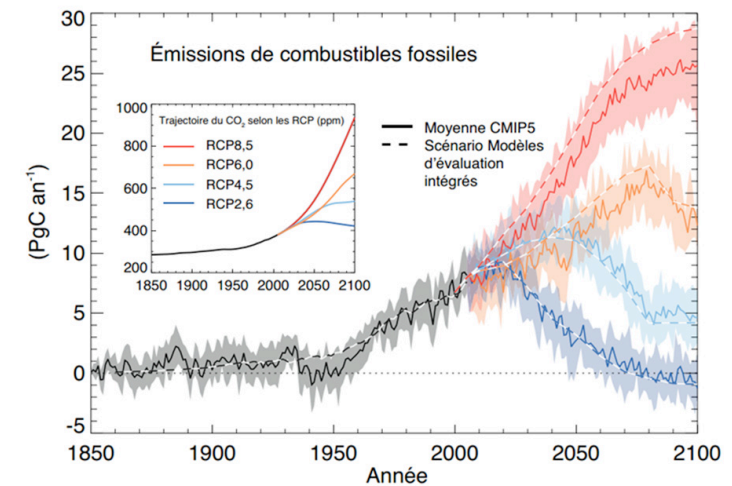 Émissions de combustibles fossiles
(PgC an⁻¹)
30
25
20
15
10
5
0
-5
1850
1900
1950
2000
2050
2100
Année
Trajectoire du CO₂ selon les RCP (ppm)
1000
800
600
400
200
RCP8,5
RCP6,0
RCP4,5
RCP2,6
1850 1900 1950 2000 2050 2100
Moyenne CMIP5
Scénario Modèles
d'évaluation
intégrés